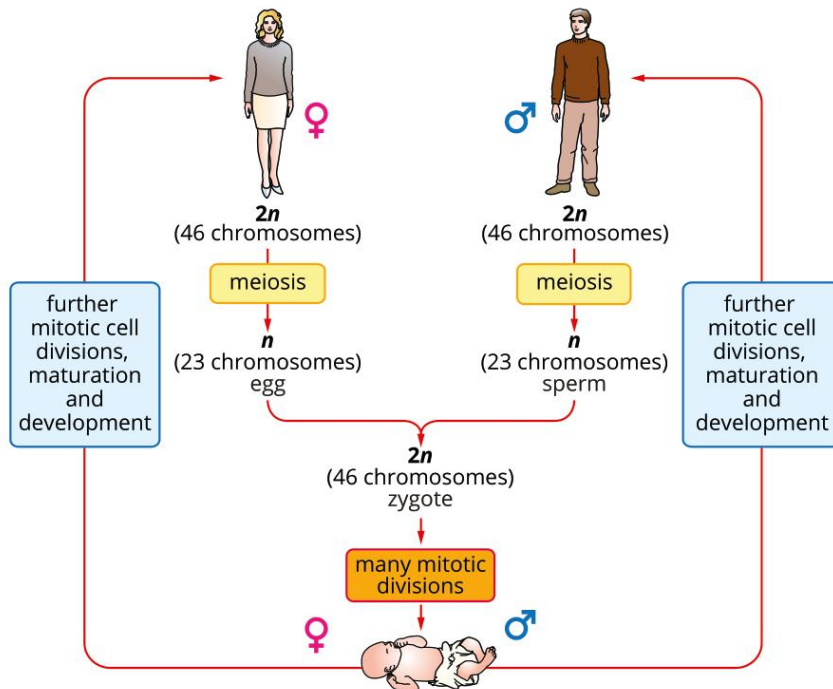 ♀
♂
2n
(46 chromosomes)
2n
(46 chromosomes)
meiosis
meiosis
n
(23 chromosomes)
egg
n
(23 chromosomes)
sperm
further
mitotic cell
divisions,
maturation
and
development
further
mitotic cell
divisions,
maturation
and
development
2n
(46 chromosomes)
zygote
many mitotic
divisions
♀
♂